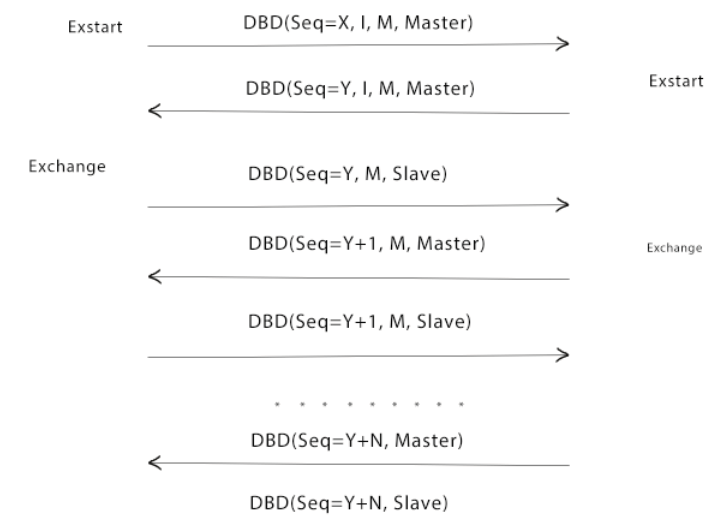 Exstart
DBD(Seq=X, I, M, Master)
DBD(Seq=Y, I, M, Master)
Exstart
Exchange
DBD(Seq=Y, M, Slave)
DBD(Seq=Y+1, M, Master)
Exchange
DBD(Seq=Y+1, M, Slave)
. . . . . . . . .
DBD(Seq=Y+N, Master)
DBD(Seq=Y+N, Slave)